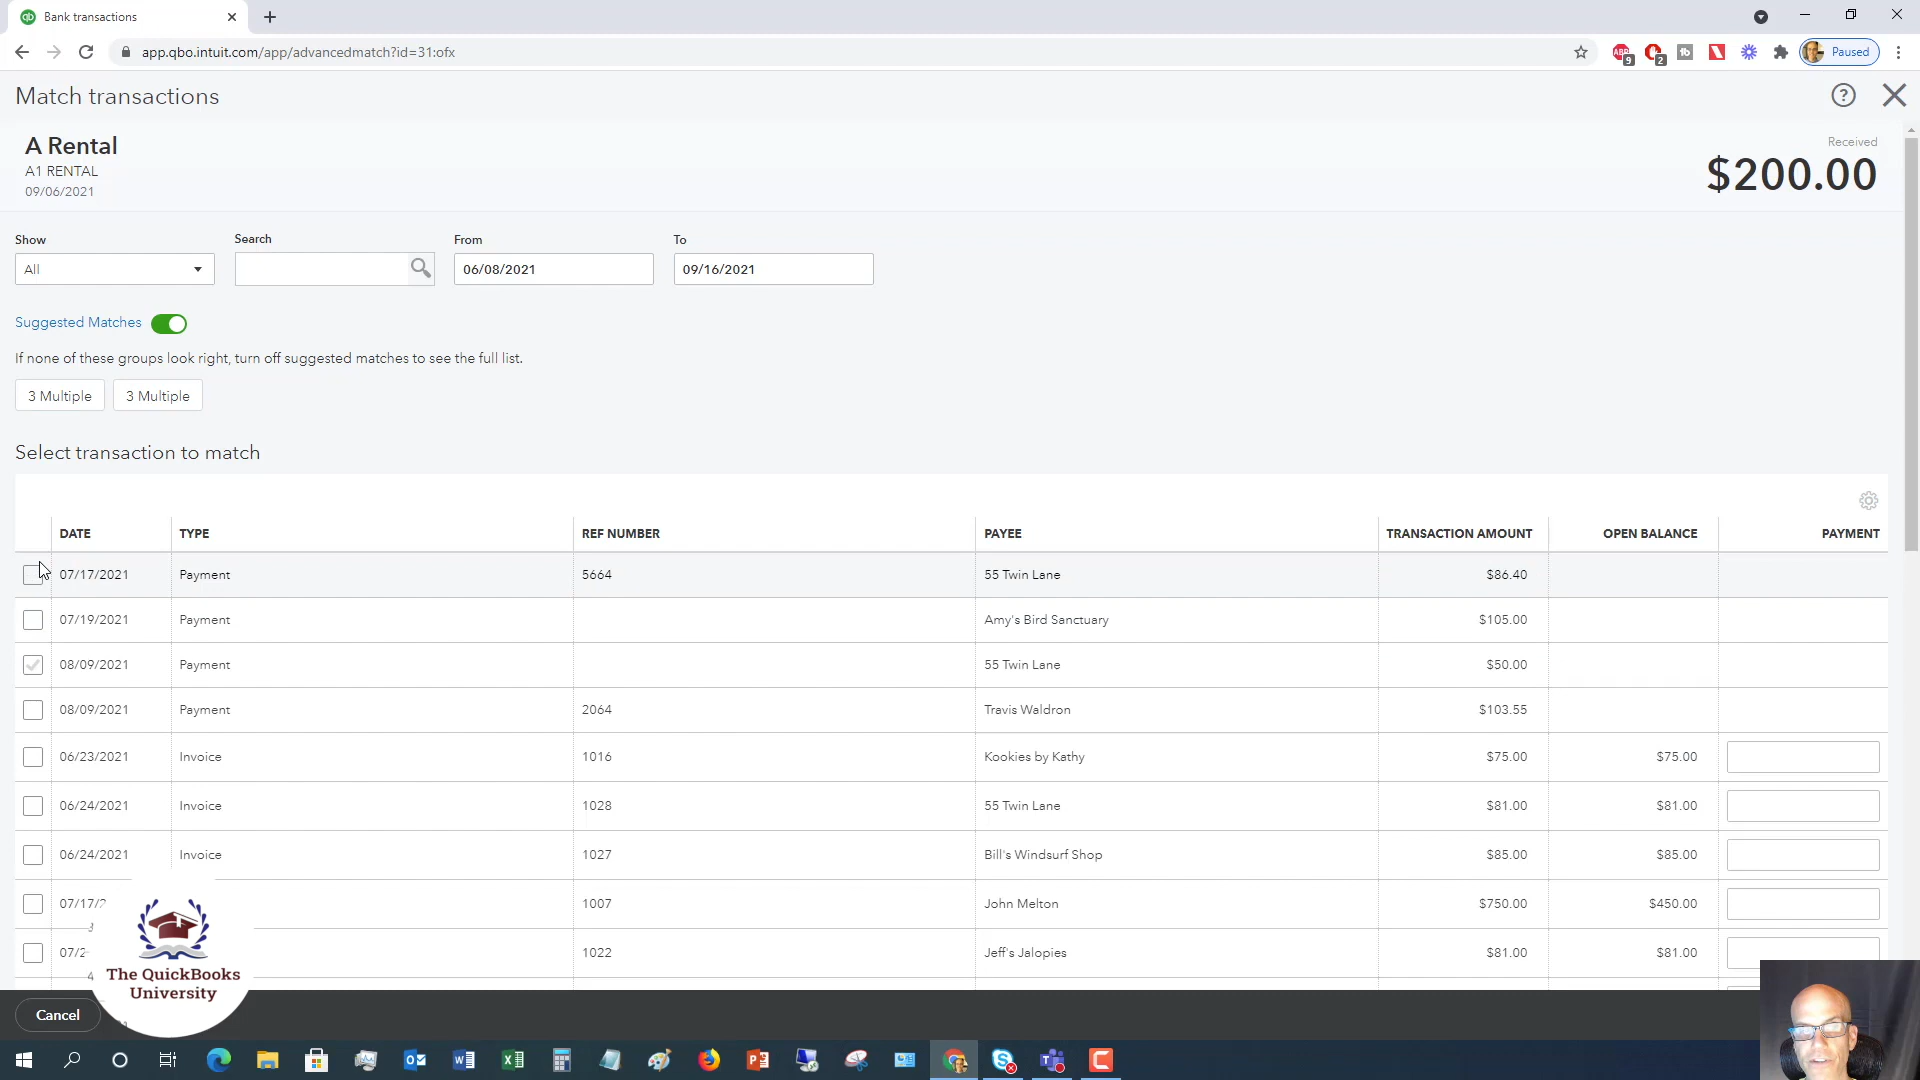 Bank transactions
app.qbo.intuit.com/app/advancedmatch?id=31:ofx
Paused
ABP
9
2
Match transactions
A Rental
A1 RENTAL
09/06/2021
Received
$200.00
Show
Search
From
To
All
06/08/2021
09/16/2021
Suggested Matches
If none of these groups look right, turn off suggested matches to see the full list.
3 Multiple 3 Multiple
Select transaction to match
DATE TYPE REF NUMBER PAYEE TRANSACTION AMOUNT OPEN BALANCE PAYMENT
07/17/2021 Payment 5664 55 Twin Lane $86.40
07/19/2021 Payment Amy's Bird Sanctuary $105.00
08/09/2021 Payment 55 Twin Lane $50.00
08/09/2021 Payment 2064 Travis Waldron $103.55
06/23/2021 Invoice 1016 Kookies by Kathy $75.00 $75.00
06/24/2021 Invoice 1028 55 Twin Lane $81.00 $81.00
06/24/2021 Invoice 1027 Bill's Windsurf Shop $85.00 $85.00
07/17/2 1007 John Melton $750.00 $450.00
07/2 1022 Jeff's Jalopies $81.00 $81.00
The QuickBooks
University
Cancel